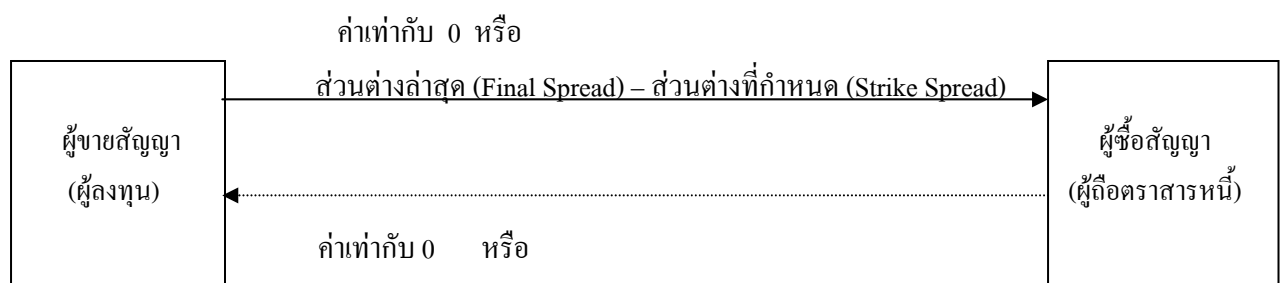 ค่าเท่ากับ 0 หรือ
ส่วนต่างล่าสุด (Final Spread) – ส่วนต่างที่กำหนด (Strike Spread)
ผู้ขายสัญญา
(ผู้ลงทุน)
ผู้ซื้อสัญญา
(ผู้ถือตราสารหนี้)
ค่าเท่ากับ 0 หรือ